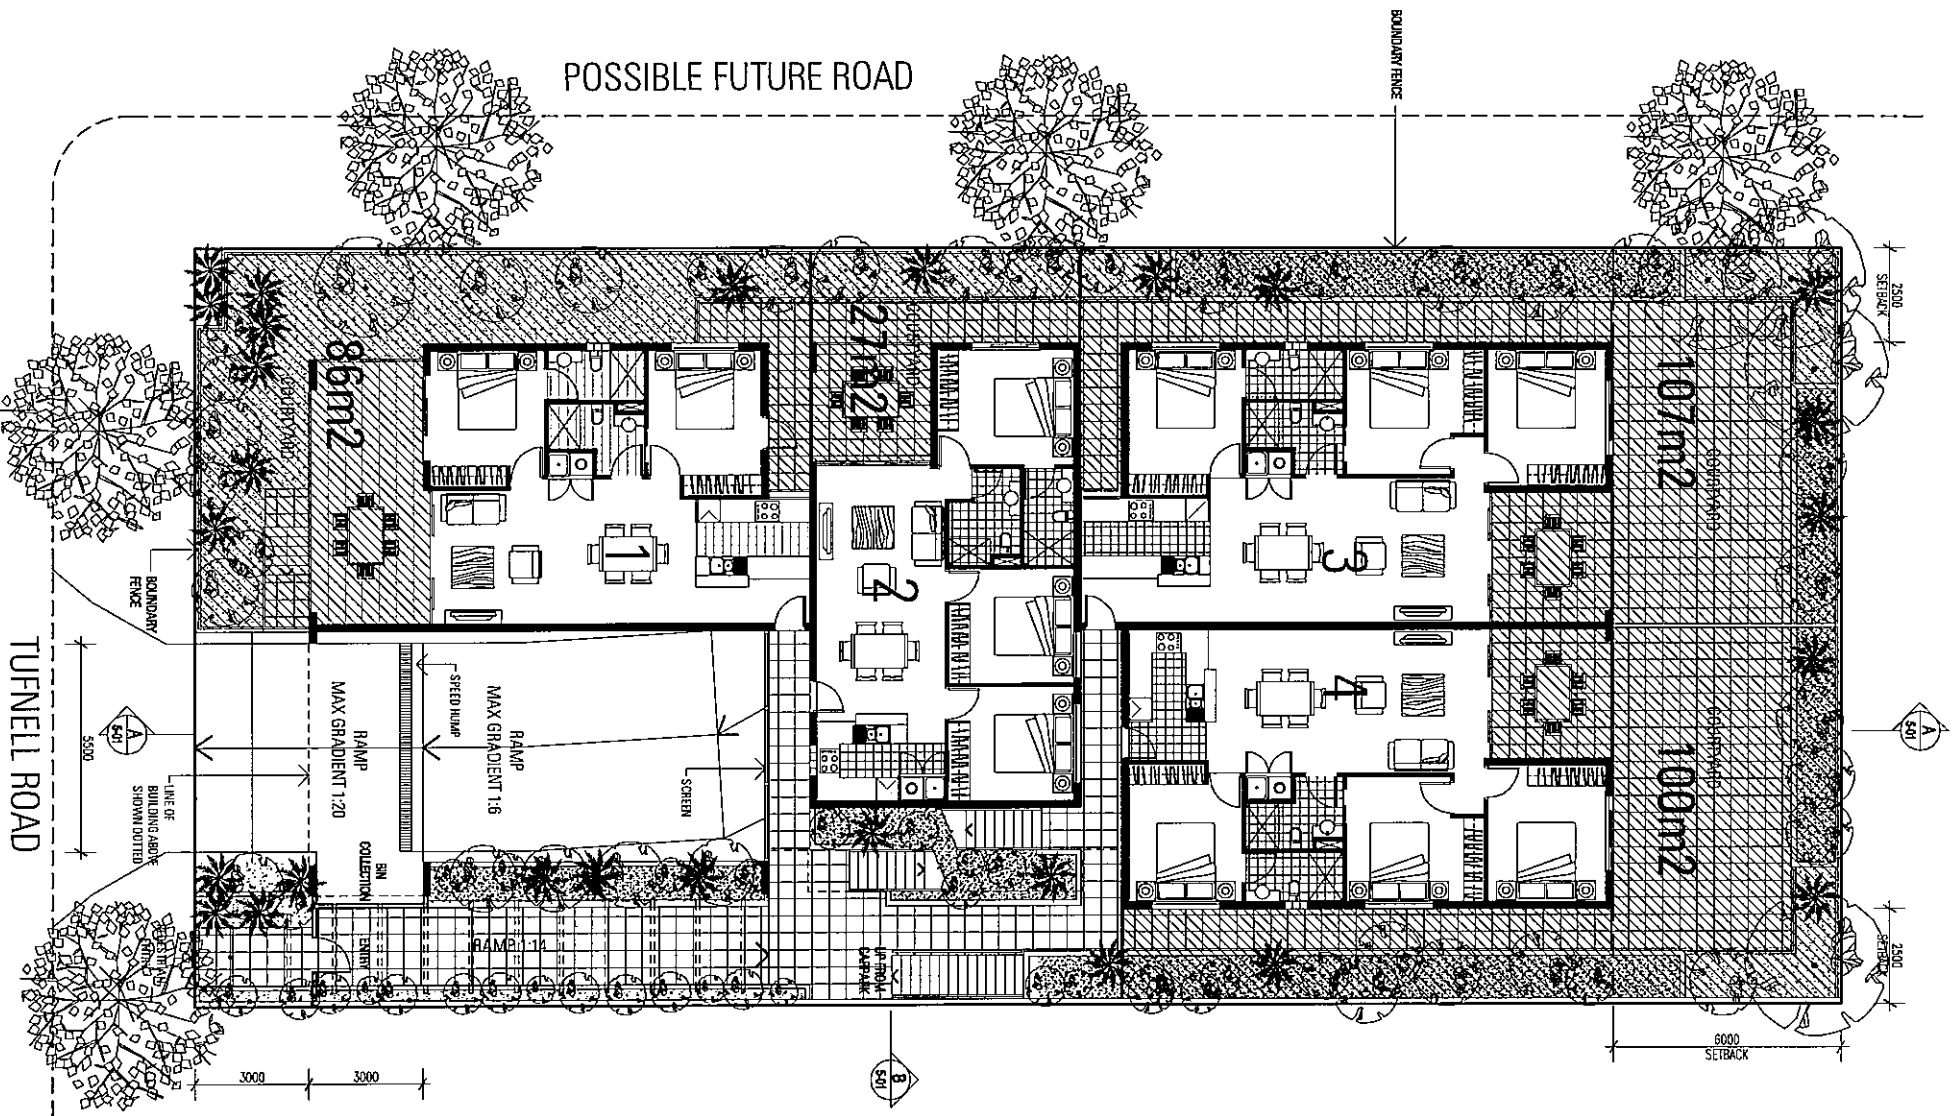 POSSIBLE FUTURE ROAD
BOUNDARY FENCE
2500
SETBACK
COURTYARD
27m2
COURTYARD
86m2
COURTYARD
107m2
1
2
3
4
COURTYARD
100m2
BOUNDARY
FENCE
TUFNELL ROAD
5500
A
S-01
RAMP
MAX GRADIENT 1:20
SPEED HUMP
RAMP
MAX GRADIENT 1:6
SCREEN
LINE OF
BUILDING ABOVE
SHOWN DOTTED
BIN
COLLECTION
ENTRY
RAMP 1:14
UP FROM
CARPARK
A
S-01
2500
SETBACK
6000
SETBACK
3000
3000
B
S-01